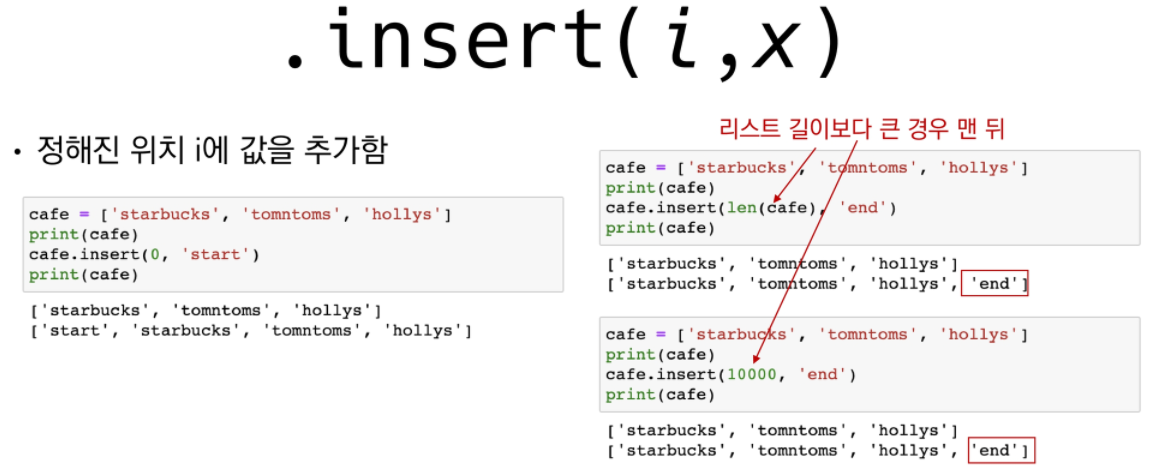 .insert(i,x)
• 정해진 위치 i에 값을 추가함
cafe = ['starbucks', 'tomntoms', 'hollys']
print(cafe)
cafe.insert(0, 'start')
print(cafe)
['starbucks', 'tomntoms', 'hollys']
['start', 'starbucks', 'tomntoms', 'hollys']
리스트 길이보다 큰 경우 맨 뒤
cafe = ['starbucks', 'tomntoms', 'hollys']
print(cafe)
cafe.insert(len(cafe), 'end')
print(cafe)
['starbucks', 'tomntoms', 'hollys']
['starbucks', 'tomntoms', 'hollys', 'end']
cafe = ['starbucks', 'tomntoms', 'hollys']
print(cafe)
cafe.insert(10000, 'end')
print(cafe)
['starbucks', 'tomntoms', 'hollys']
['starbucks', 'tomntoms', 'hollys', 'end']